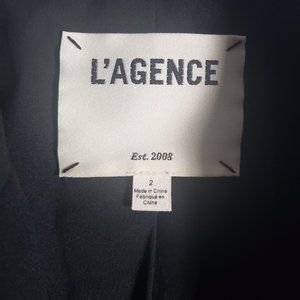 L'AGENCE
Est. 2008
2
Made in China
Fabriqué en
Chine